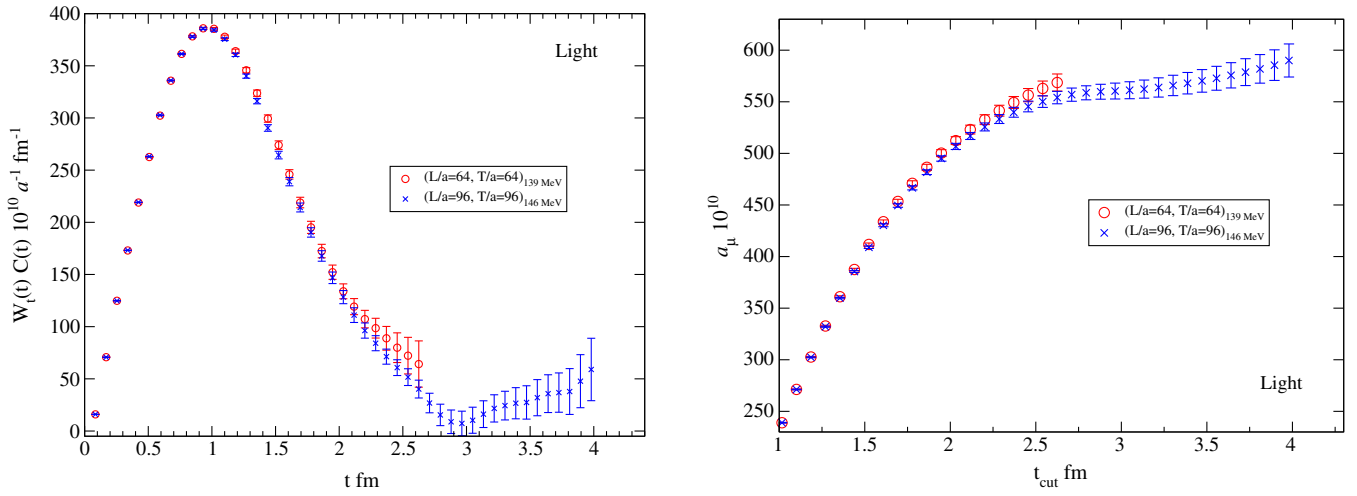 400
350
300
250
200
150
100
50
0
W_t(t) C(t) 10^10 a^-1 fm^-1
Light
(L/a=64, T/a=64)_139 MeV
(L/a=96, T/a=96)_146 MeV
0 0.5 1 1.5 2 2.5 3 3.5 4
t fm
600
550
500
450
400
350
300
250
a_μ 10^10
(L/a=64, T/a=64)_139 MeV
(L/a=96, T/a=96)_146 MeV
Light
1 1.5 2 2.5 3 3.5 4
t_cut fm